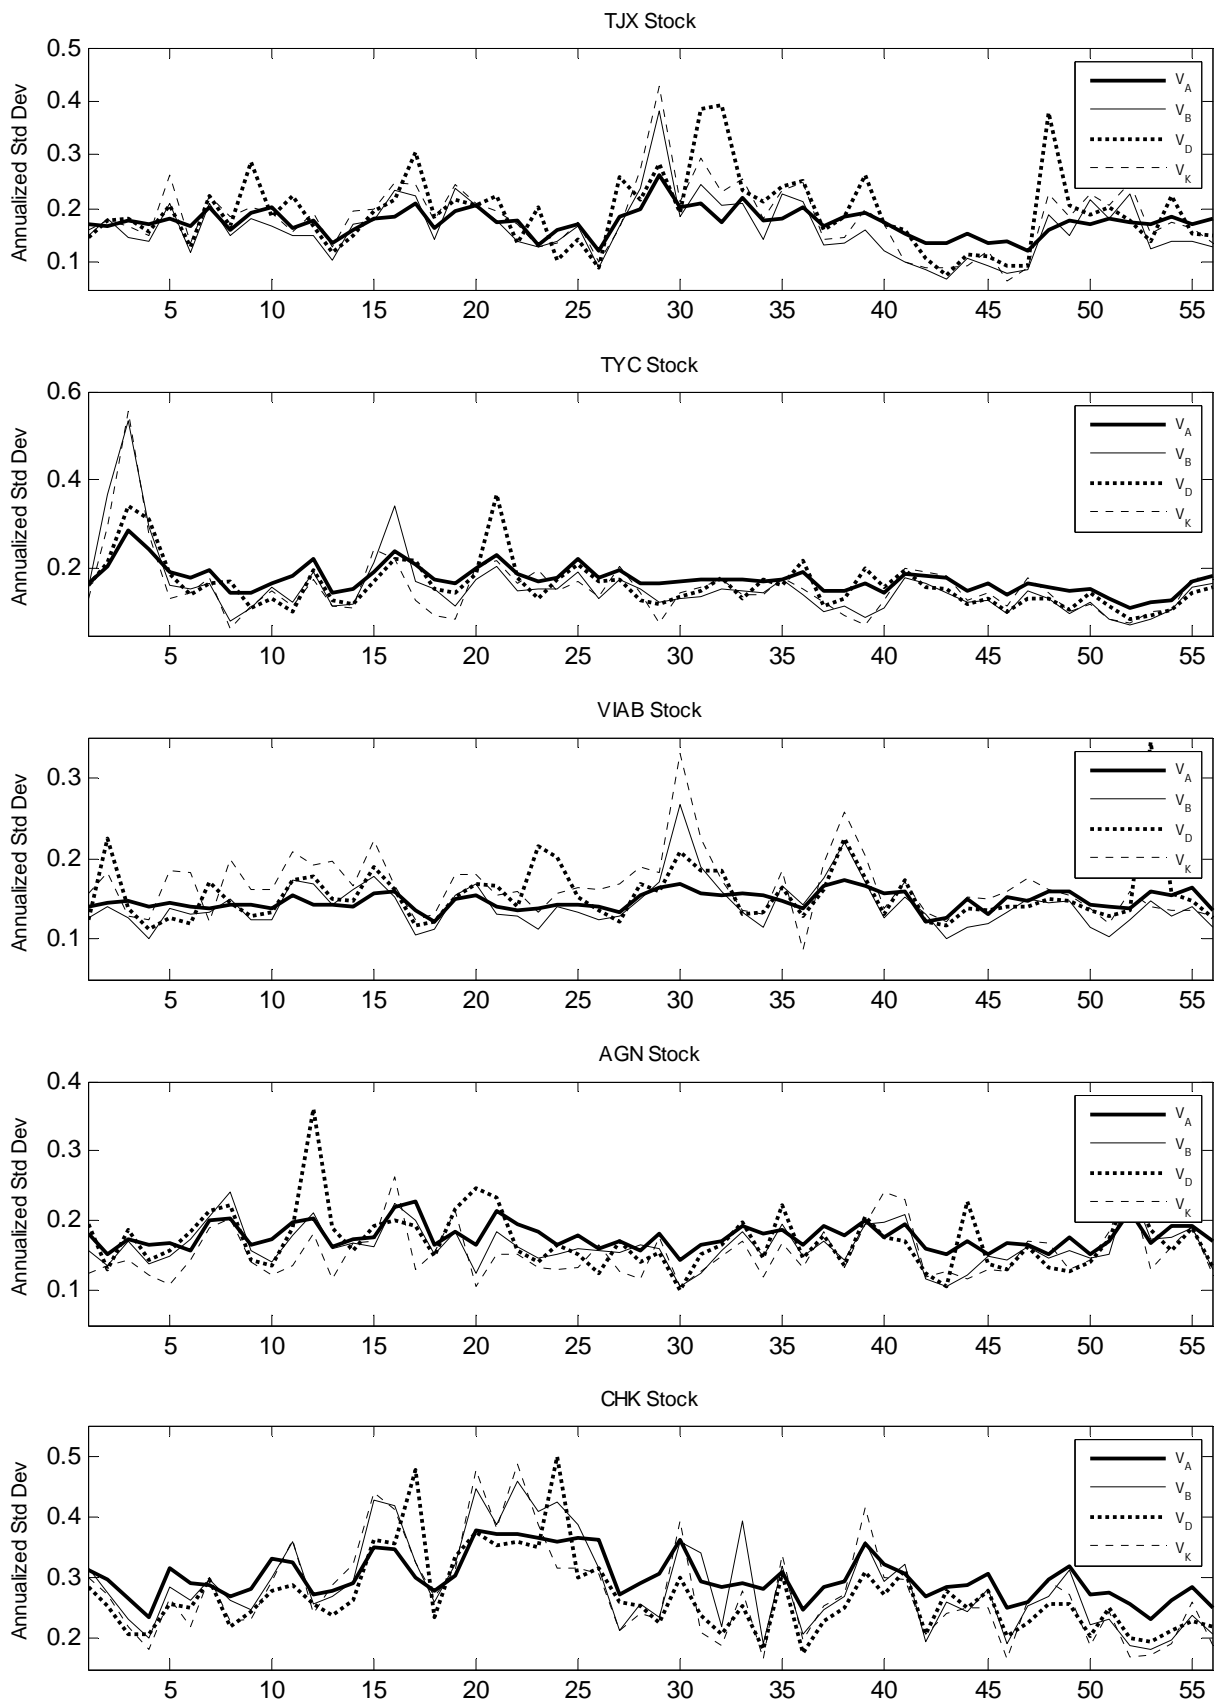 TJX Stock
Annualized Std Dev
0.5
0.4
0.3
0.2
0.1
5 10 15 20 25 30 35 40 45 50 55
V_A
V_B
V_D
V_K
TYC Stock
Annualized Std Dev
0.6
0.4
0.2
5 10 15 20 25 30 35 40 45 50 55
V_A
V_B
V_D
V_K
VIAB Stock
Annualized Std Dev
0.3
0.2
0.1
5 10 15 20 25 30 35 40 45 50 55
V_A
V_B
V_D
V_K
AGN Stock
Annualized Std Dev
0.4
0.3
0.2
0.1
5 10 15 20 25 30 35 40 45 50 55
V_A
V_B
V_D
V_K
CHK Stock
Annualized Std Dev
0.5
0.4
0.3
0.2
5 10 15 20 25 30 35 40 45 50 55
V_A
V_B
V_D
V_K